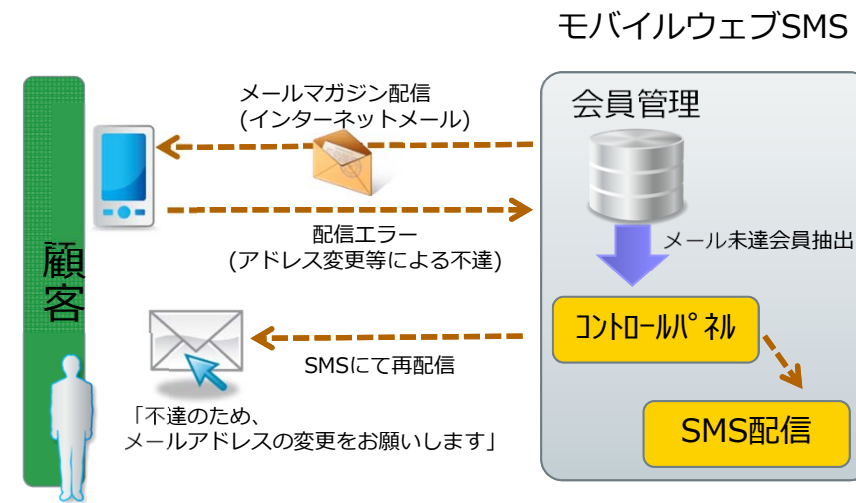 モバイルウェブSMS
メールマガジン配信
(インターネットメール)
会員管理
配信エラー
(アドレス変更等による不達)
メール未達会員抽出
顧客
コントロールパネル
SMSにて再配信
SMS配信
「不達のため、
メールアドレスの変更をお願いします」